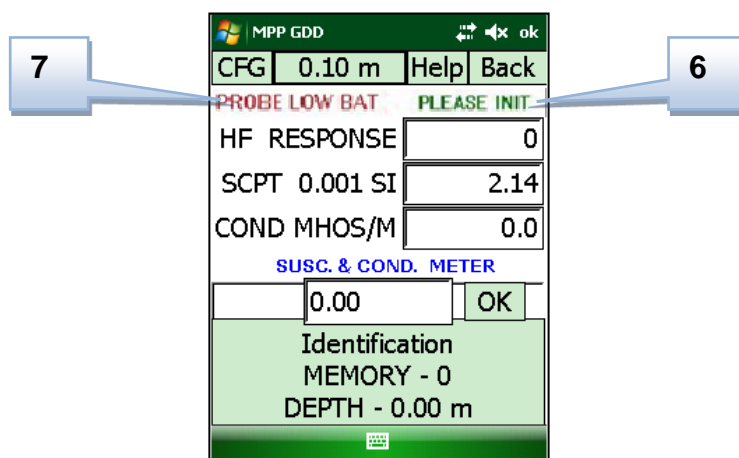 MPP GDD ok
CFG 0.10 m Help Back
7
6
PROBE LOW BAT PLEASE INIT
HF RESPONSE 0
SCPT 0.001 SI 2.14
COND MHOS/M 0.0
SUSC. & COND. METER
0.00 OK
Identification
MEMORY - 0
DEPTH - 0.00 m